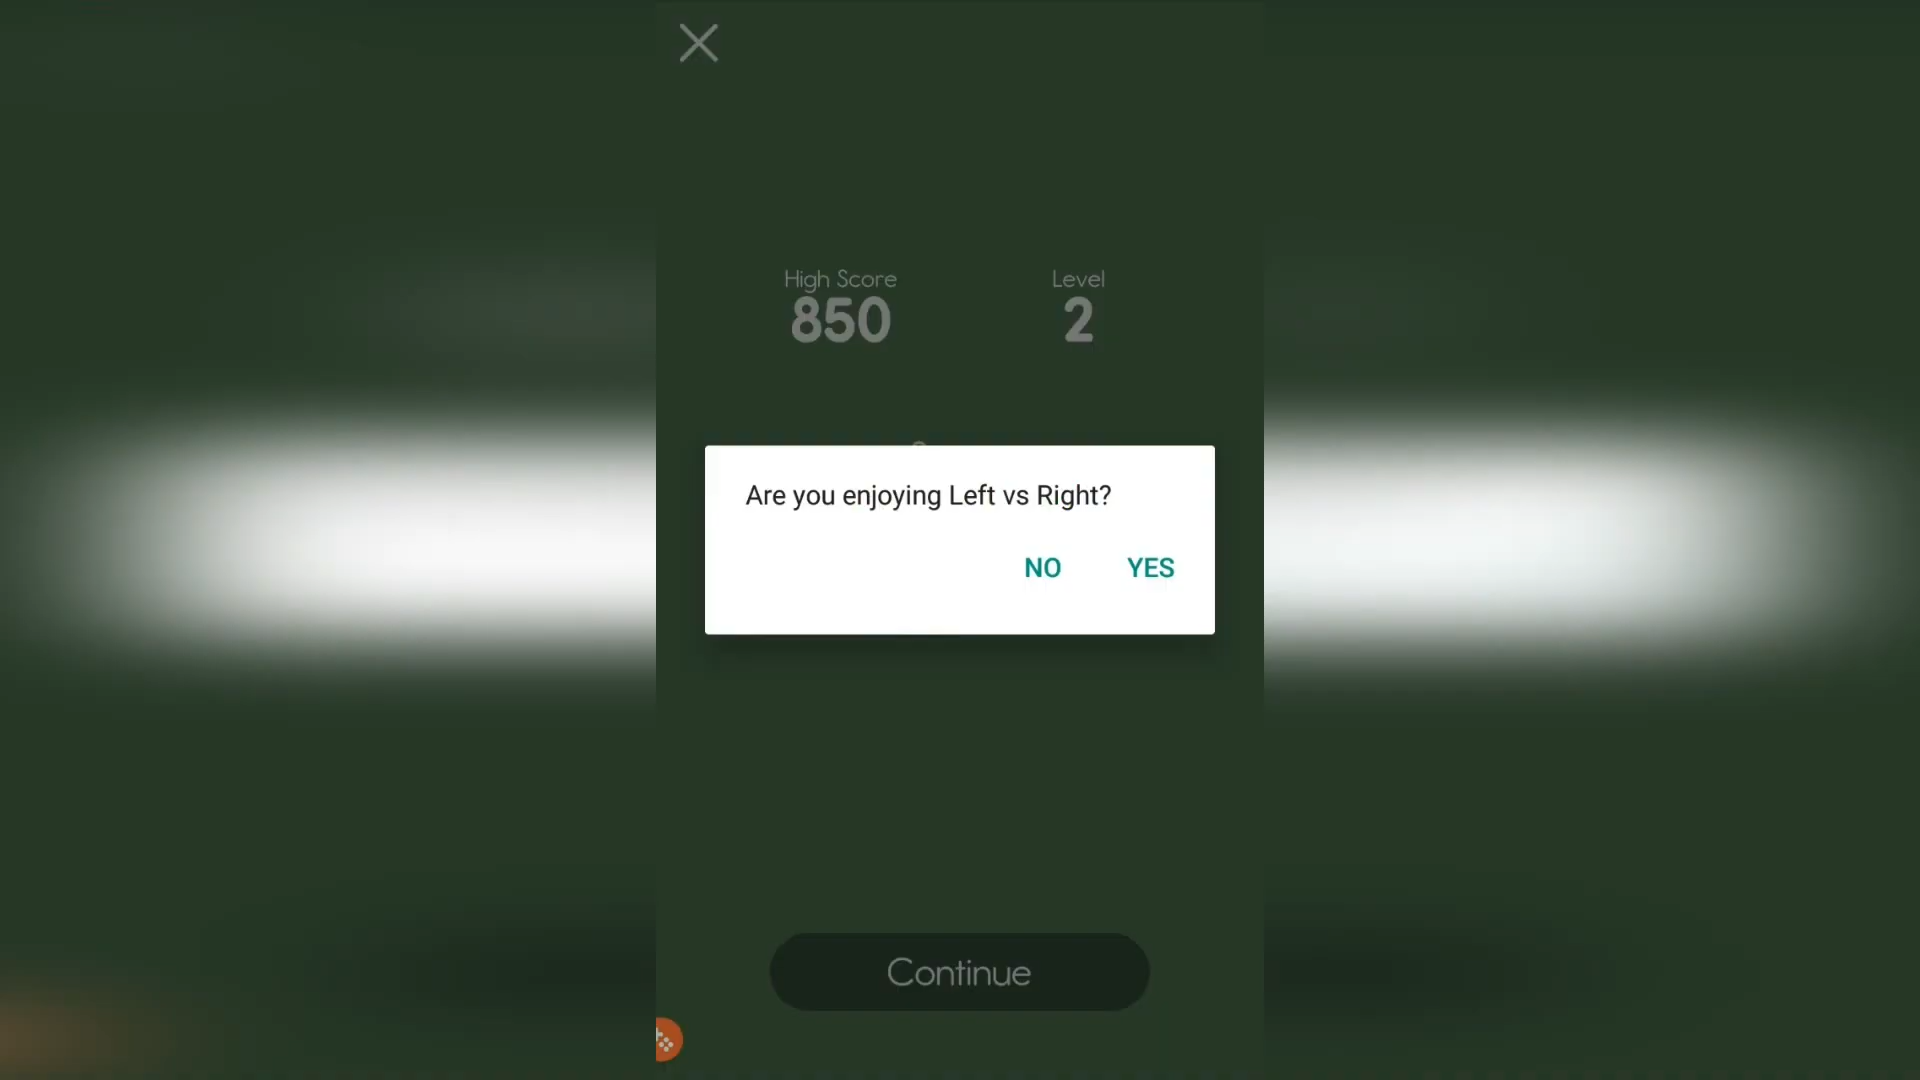 High Score
Level
850
2
Are you enjoying Left vs Right?
NO
YES
Continue